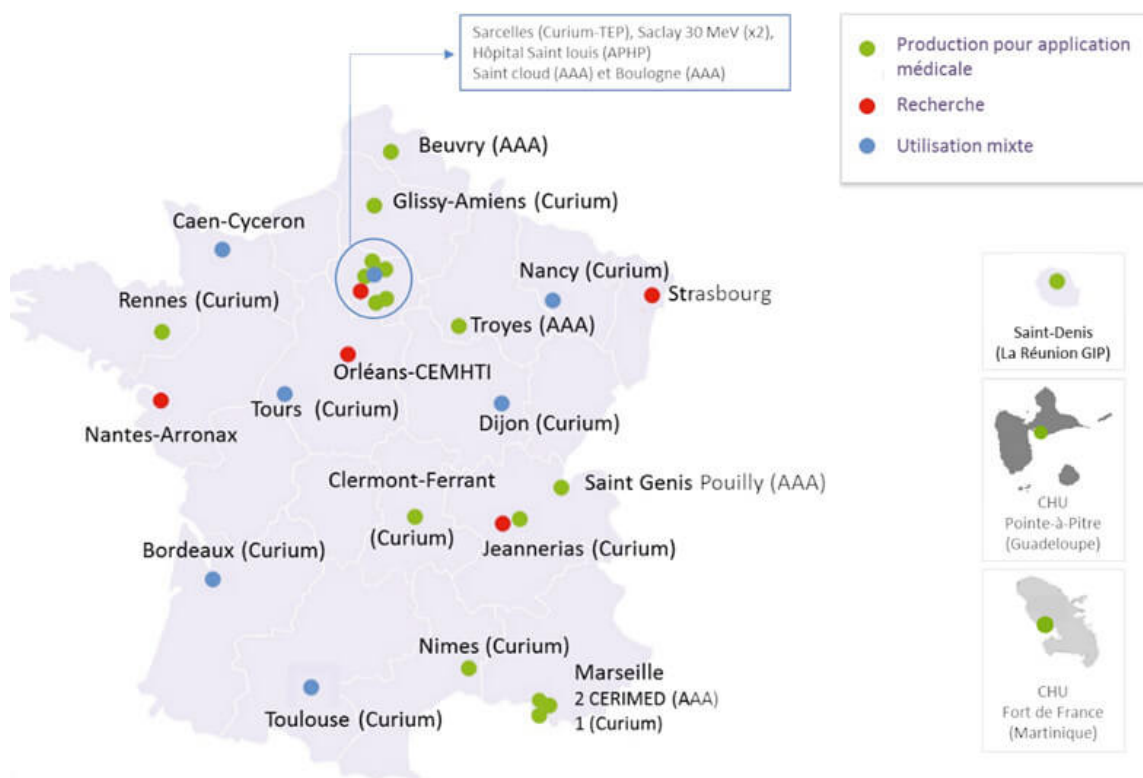 Sarcelles (Curium-TEP), Saclay 30 MeV (x2),
Hôpital Saint louis (APHP)
Saint cloud (AAA) et Boulogne (AAA)
Production pour application
médicale
Recherche
Utilisation mixte
Beuvry (AAA)
Glissy-Amiens (Curium)
Caen-Cyceron
Nancy (Curium)
Strasbourg
Rennes (Curium)
Troyes (AAA)
Orléans-CEMHTI
Tours (Curium)
Dijon (Curium)
Nantes-Arronax
Clermont-Ferrant
(Curium)
Saint Genis Pouilly (AAA)
Jeannerias (Curium)
Bordeaux (Curium)
Nimes (Curium)
Marseille
2 CERIMED (AAA)
1 (Curium)
Toulouse (Curium)
Saint-Denis
(La Réunion GIP)
CHU
Pointe-à-Pitre
(Guadeloupe)
CHU
Fort de France
(Martinique)